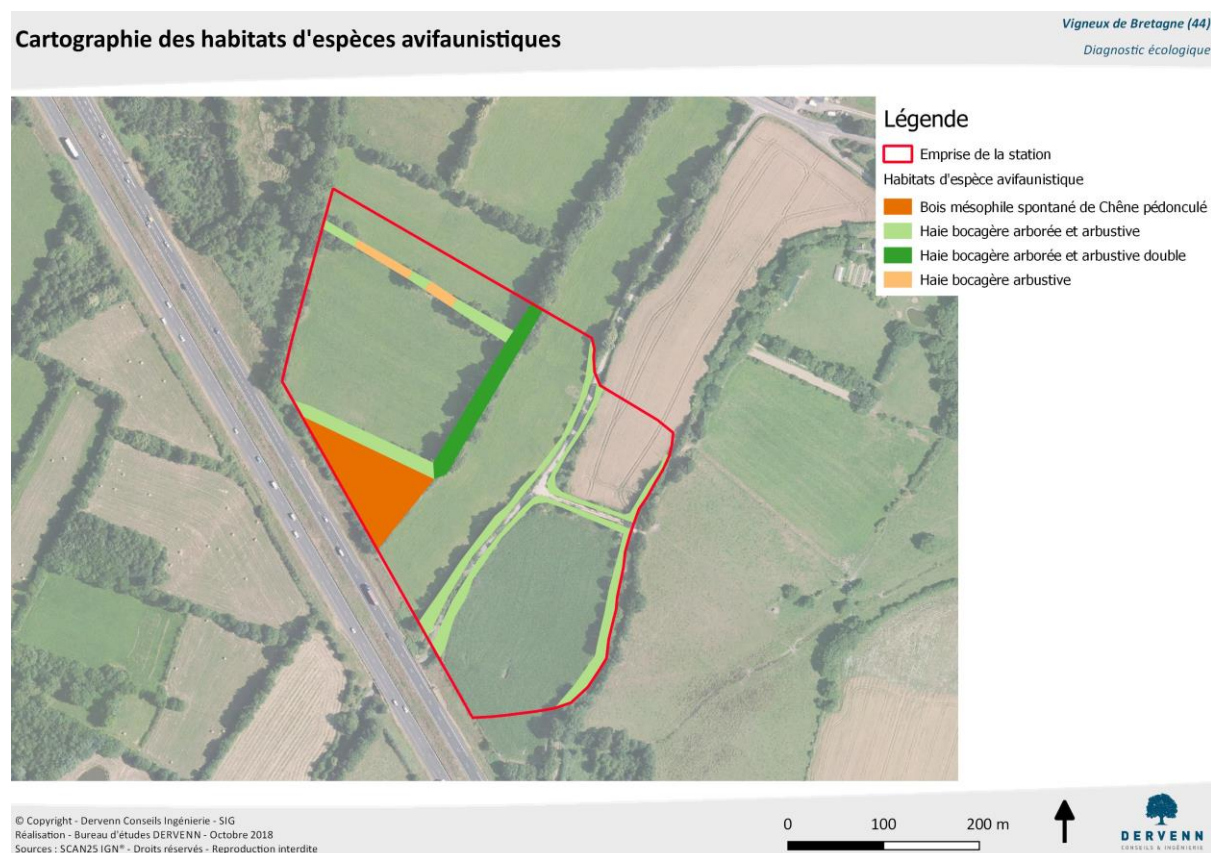 Cartographie des habitats d'espèces avifaunistiques
Vigneux de Bretagne (44)
Diagnostic écologique
Légende
Emprise de la station
Habitats d'espèce avifaunistique
Bois mésophile spontané de Chêne pédonculé
Haie bocagère arborée et arbustive
Haie bocagère arborée et arbustive double
Haie bocagère arbustive
© Copyright - Dervenn Conseils Ingénierie - SIG
Réalisation - Bureau d'études DERVENN - Octobre 2018
Sources : SCAN25 IGN® - Droits réservés - Reproduction interdite
0 100 200 m
DERVENN
CONSEILS & INGÉNIERIE